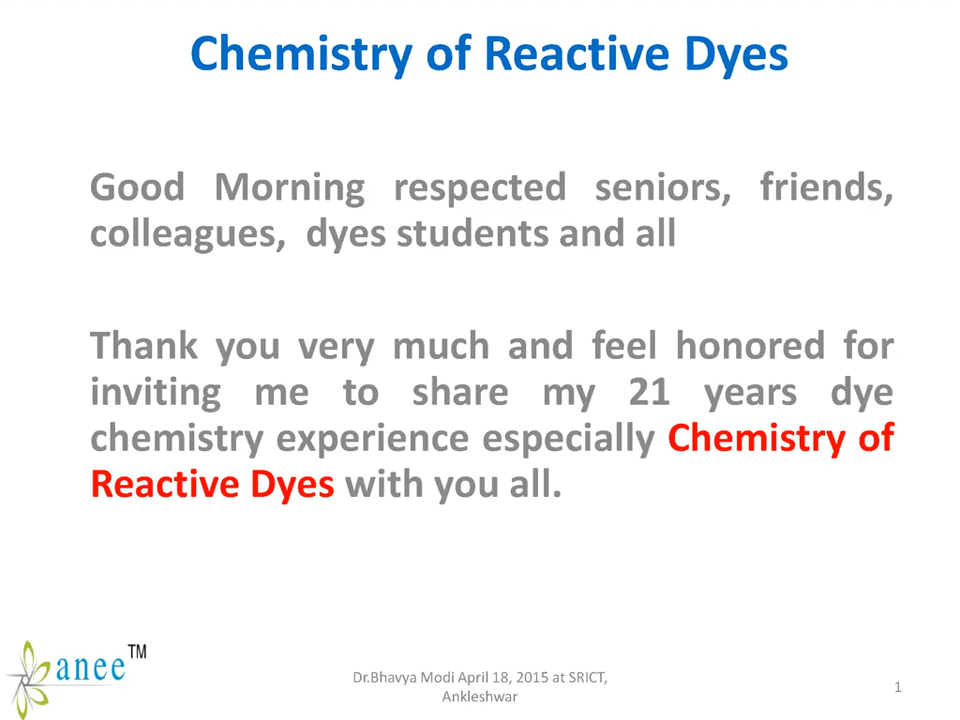 Chemistry of Reactive Dyes
Good Morning respected seniors, friends,
colleagues, dyes students and all
Thank you very much and feel honored for
inviting me to share my 21 years dye
chemistry experience especially Chemistry of
Reactive Dyes with you all.
anee TM
Dr.Bhavya Modi April 18, 2015 at SRICT,
Ankleshwar
1